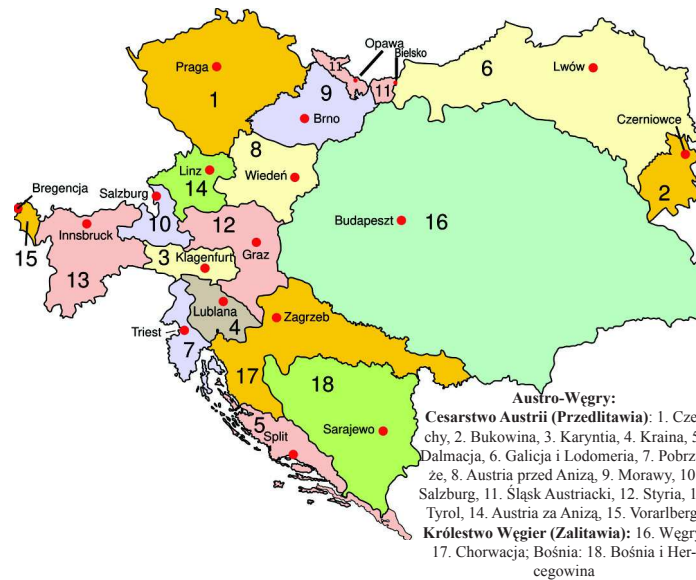 Opawa
Bielsko
11
Praga
6
Lwów
1
9
11
Brno
Czerniowce
8
Linz
Wiedeń
14
2
Salzburg
Bregencja
10
12
Budapeszt
16
Innsbruck
15
13
3
Klagenfurt
Graz
Lublana
4
Zagrzeb
Triest
7
17
18
5
Split
Sarajewo
Austro-Węgry:
Cesarstwo Austrii (Przedlitawia): 1. Cze-
chy, 2. Bukowina, 3. Karyntia, 4. Kraina, 5
Dalmacja, 6. Galicja i Lodomeria, 7. Pobrz
że, 8. Austria przed Anizą, 9. Morawy, 10
Salzburg, 11. Śląsk Austriacki, 12. Styria, 1
Tyrol, 14. Austria za Anizą, 15. Vorarlberg
Królestwo Węgier (Zalitawia): 16. Węgry
17. Chorwacja; Bośnia: 18. Bośnia i Her-
cegowina